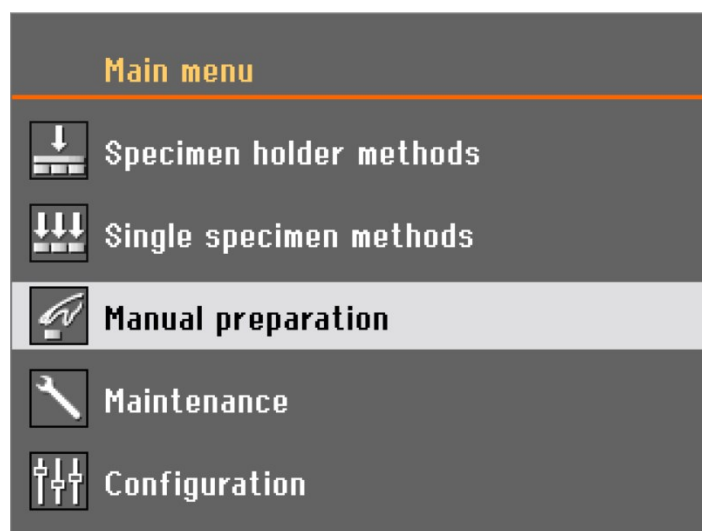 Main menu
Specimen holder methods
Single specimen methods
Manual preparation
Maintenance
Configuration